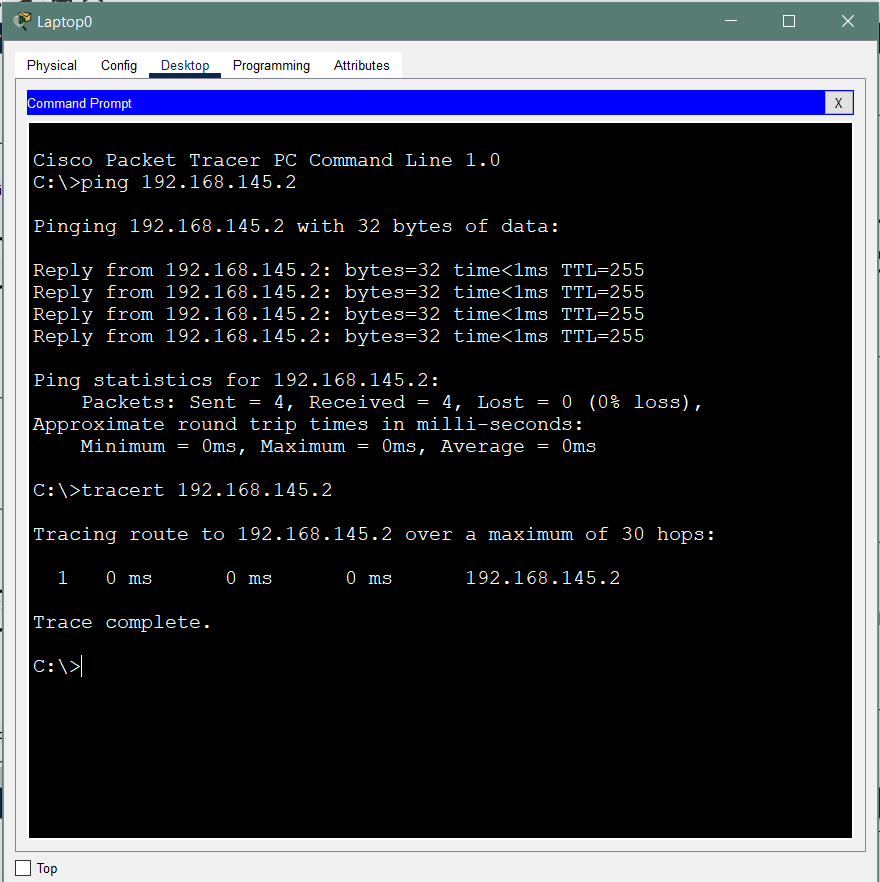 Laptop0
Physical Config Desktop Programming Attributes
Command Prompt X
Cisco Packet Tracer PC Command Line 1.0
C:\>ping 192.168.145.2
Pinging 192.168.145.2 with 32 bytes of data:
Reply from 192.168.145.2: bytes=32 time<1ms TTL=255
Reply from 192.168.145.2: bytes=32 time<1ms TTL=255
Reply from 192.168.145.2: bytes=32 time<1ms TTL=255
Reply from 192.168.145.2: bytes=32 time<1ms TTL=255
Ping statistics for 192.168.145.2:
    Packets: Sent = 4, Received = 4, Lost = 0 (0% loss),
Approximate round trip times in milli-seconds:
    Minimum = 0ms, Maximum = 0ms, Average = 0ms
C:\>tracert 192.168.145.2
Tracing route to 192.168.145.2 over a maximum of 30 hops:
  1   0 ms      0 ms      0 ms      192.168.145.2
Trace complete.
C:\>
Top